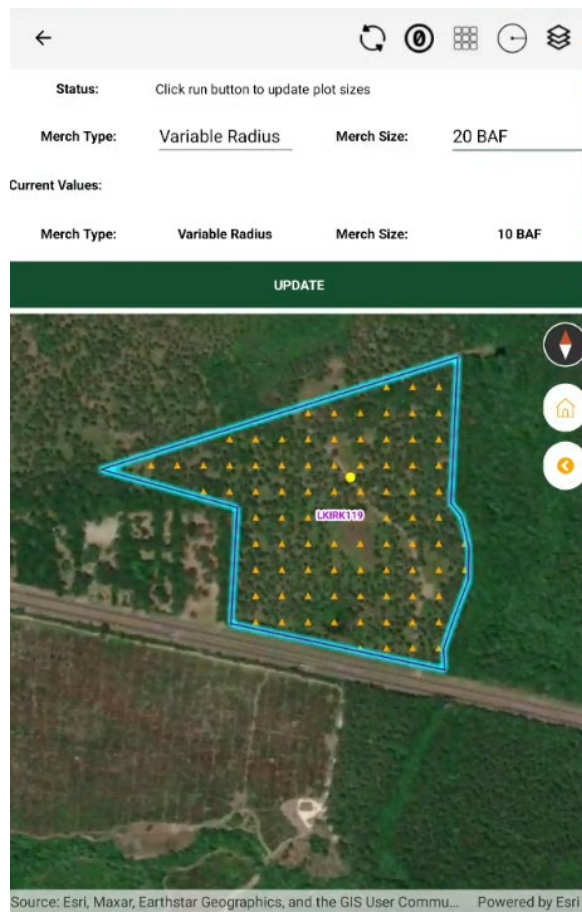 Status: Click run button to update plot sizes
Merch Type: Variable Radius Merch Size: 20 BAF
Current Values:
Merch Type: Variable Radius Merch Size: 10 BAF
UPDATE
LKIRK119
Source: Esri, Maxar, Earthstar Geographics, and the GIS User Commu... Powered by Esri